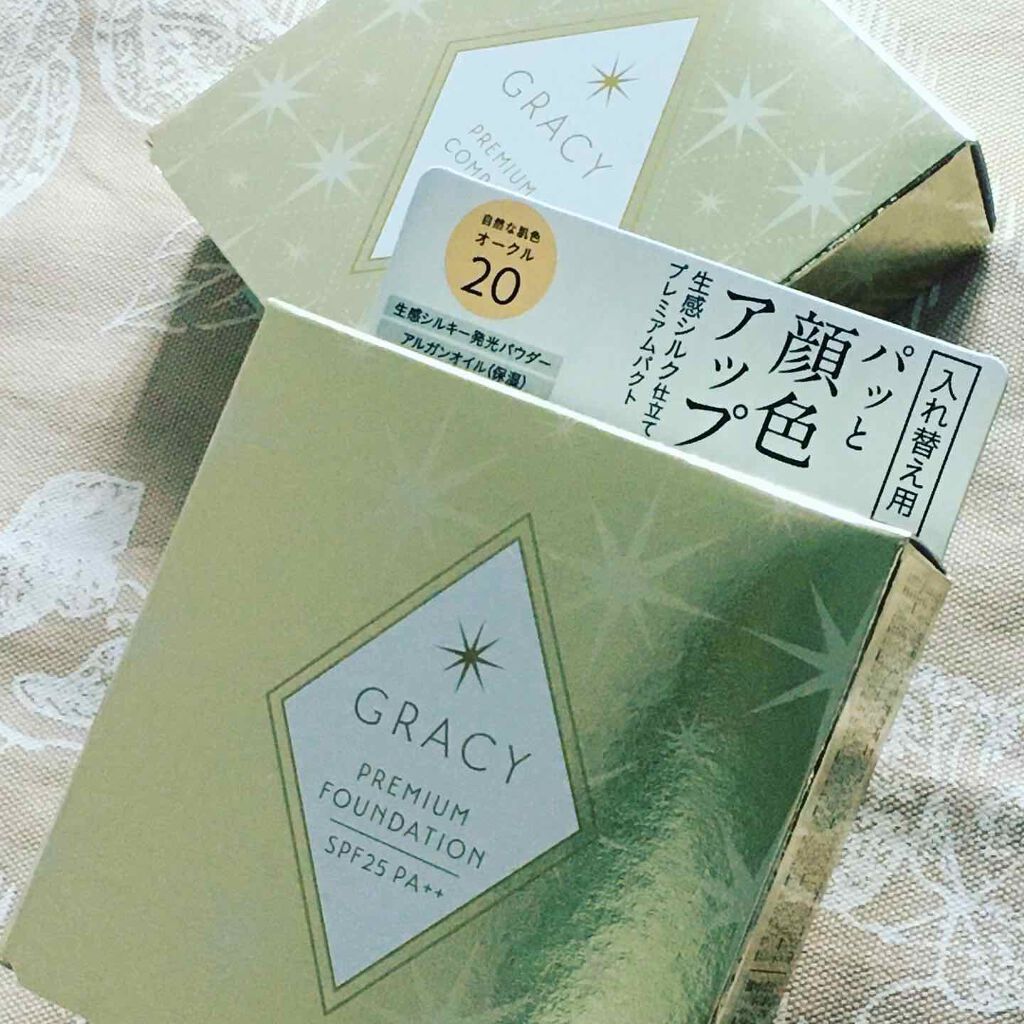 GRACY
PREMIUM
自然な肌色
オークル
20
生感シルキー発光パウダー
アルガンオイル(保湿)
入れ替え用
パッと
顔色
アップ
生感シルク仕立て
プレミアムパクト
GRACY
PREMIUM
FOUNDATION
SPF25 PA++